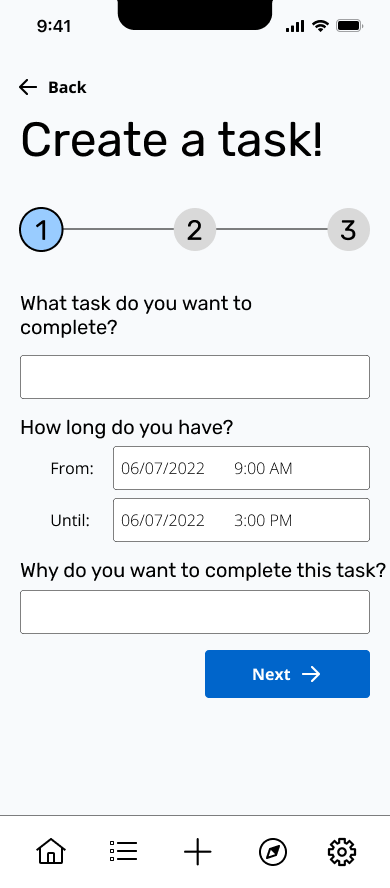 9:41
Back
Create a task!
1 2 3
What task do you want to
complete?
How long do you have?
From: 06/07/2022 9:00 AM
Until: 06/07/2022 3:00 PM
Why do you want to complete this task?
Next